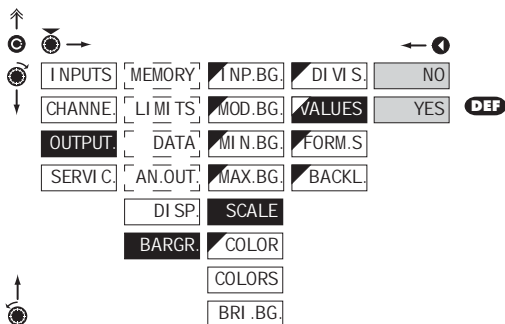 C
INPUTS MEMORY INP.BG. DIVIS. NO
CHANNE. LIMITS MOD.BG. VALUES YES DEF
OUTPUT. DATA MIN.BG. FORM.S
SERVIC. AN.OUT. MAX.BG. BACKL.
DISP. SCALE
BARGR. COLOR
COLORS
BRI.BG.